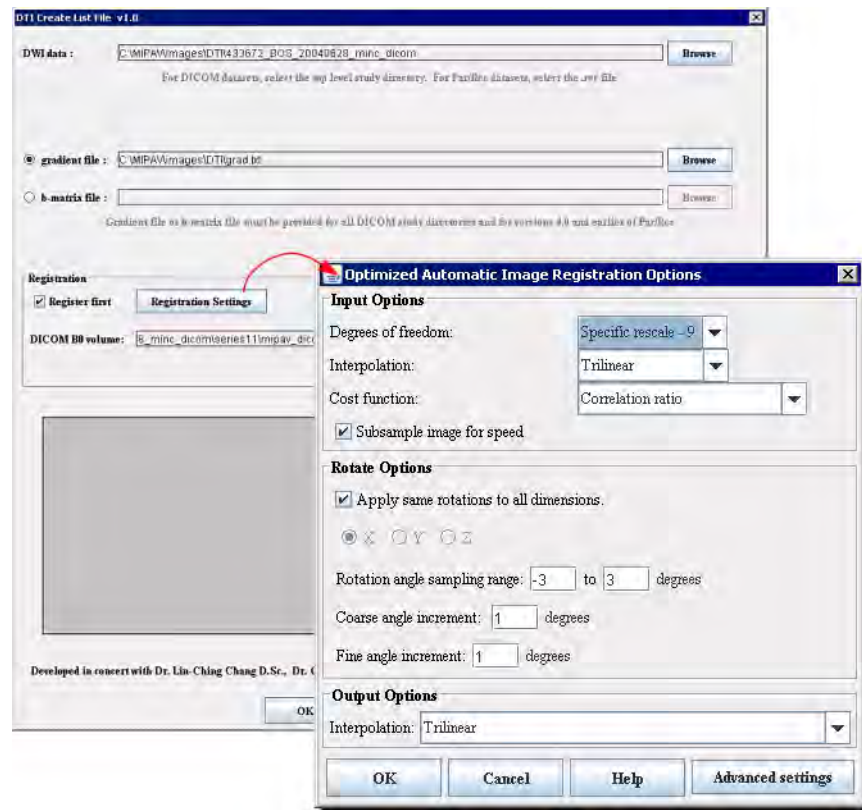 DTI Create List File v1.0
DWI data : C:\MIPAV\images\DTI\433672_BOS_20040628_minc_dicom Browse
For DICOM datasets, select the top level study directory. For Par/Rec datasets, select the .par file
gradient file : C:\MIPAV\images\DTI\grad.txt Browse
b-matrix file : Browse
Gradient file or b-matrix file must be provided for all DICOM study directories and for versions 4.0 and earlier of Par/Rec
Registration
Register first Registration Settings
DICOM B0 volume: 8_minc_dicom\series11\mipav_dico
Developed in concert with Dr. Lin-Ching Chang D.Sc., Dr. C
OK
Optimized Automatic Image Registration Options
Input Options
Degrees of freedom: Specific rescale - 9
Interpolation: Trilinear
Cost function: Correlation ratio
Subsample image for speed
Rotate Options
Apply same rotations to all dimensions.
X Y Z
Rotation angle sampling range: -3 to 3 degrees
Coarse angle increment: 1 degrees
Fine angle increment: 1 degrees
Output Options
Interpolation: Trilinear
OK Cancel Help Advanced settings